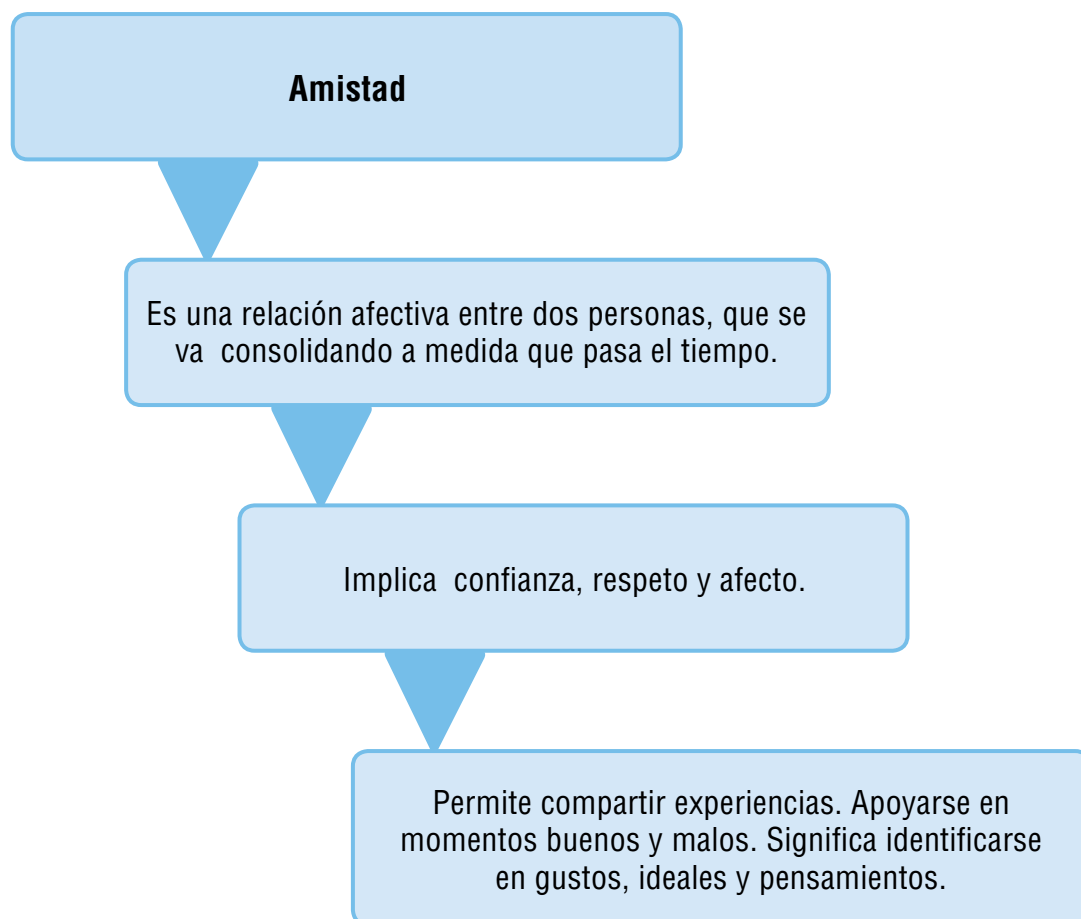 Amistad
Es una relación afectiva entre dos personas, que se
va consolidando a medida que pasa el tiempo.
Implica confianza, respeto y afecto.
Permite compartir experiencias. Apoyarse en
momentos buenos y malos. Significa identificarse
en gustos, ideales y pensamientos.